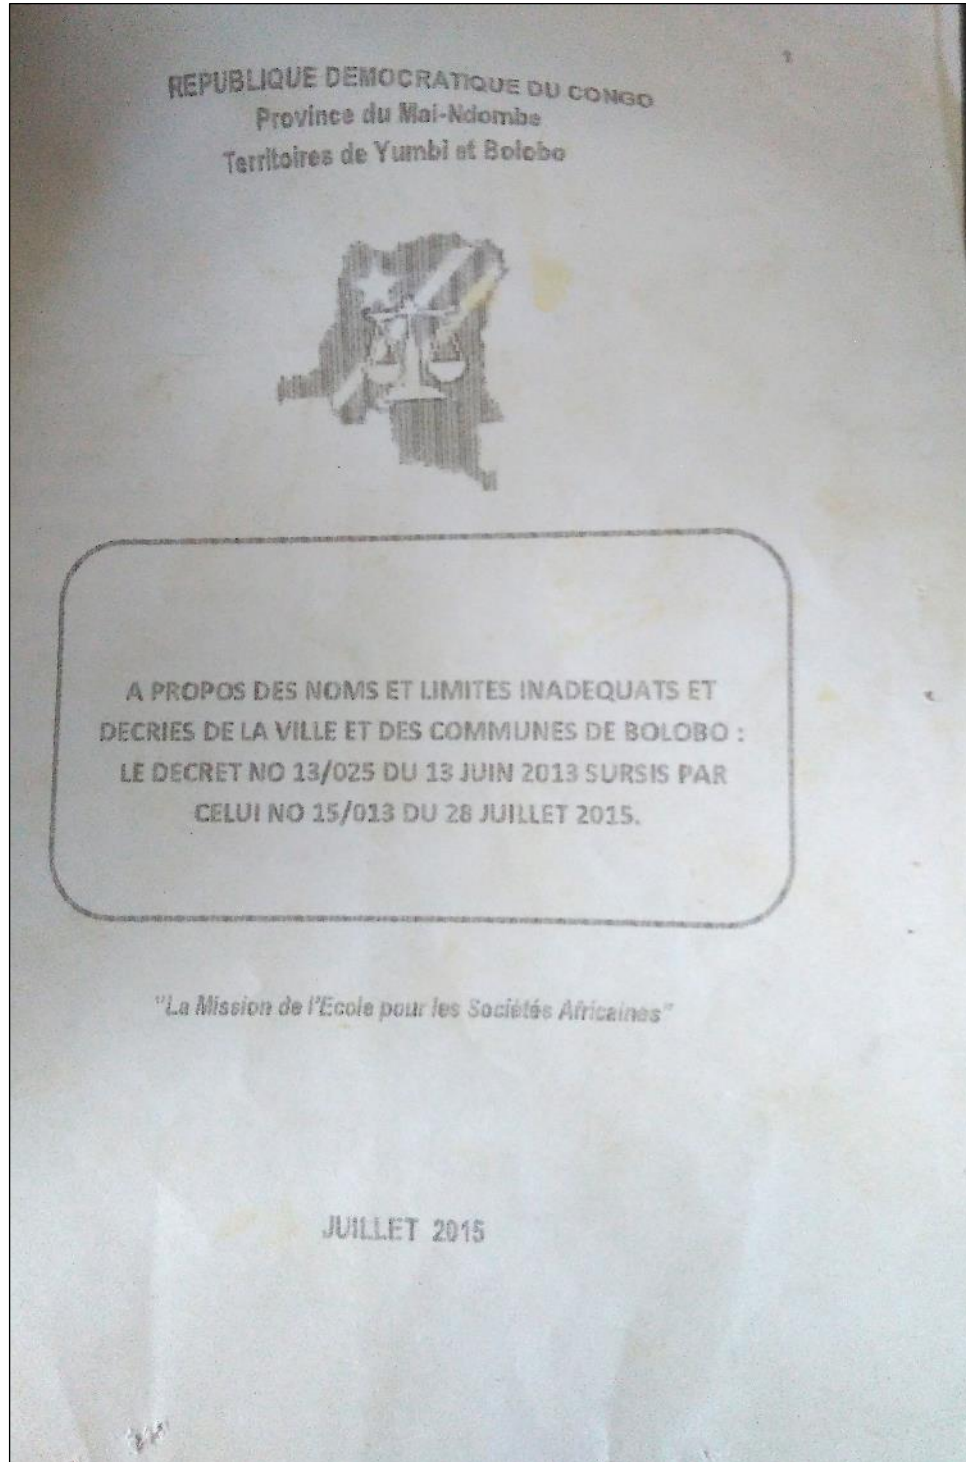 REPUBLIQUE DEMOCRATIQUE DU CONGO
Province du Mai-Ndombe
Territoires de Yumbi et Bolobo
A PROPOS DES NOMS ET LIMITES INADEQUATS ET
DECRIES DE LA VILLE ET DES COMMUNES DE BOLOBO :
LE DECRET NO 13/025 DU 13 JUIN 2013 SURSIS PAR
CELUI NO 15/013 DU 28 JUILLET 2015.
"La Mission de l'Ecole pour les Sociétés Africaines"
JUILLET 2015